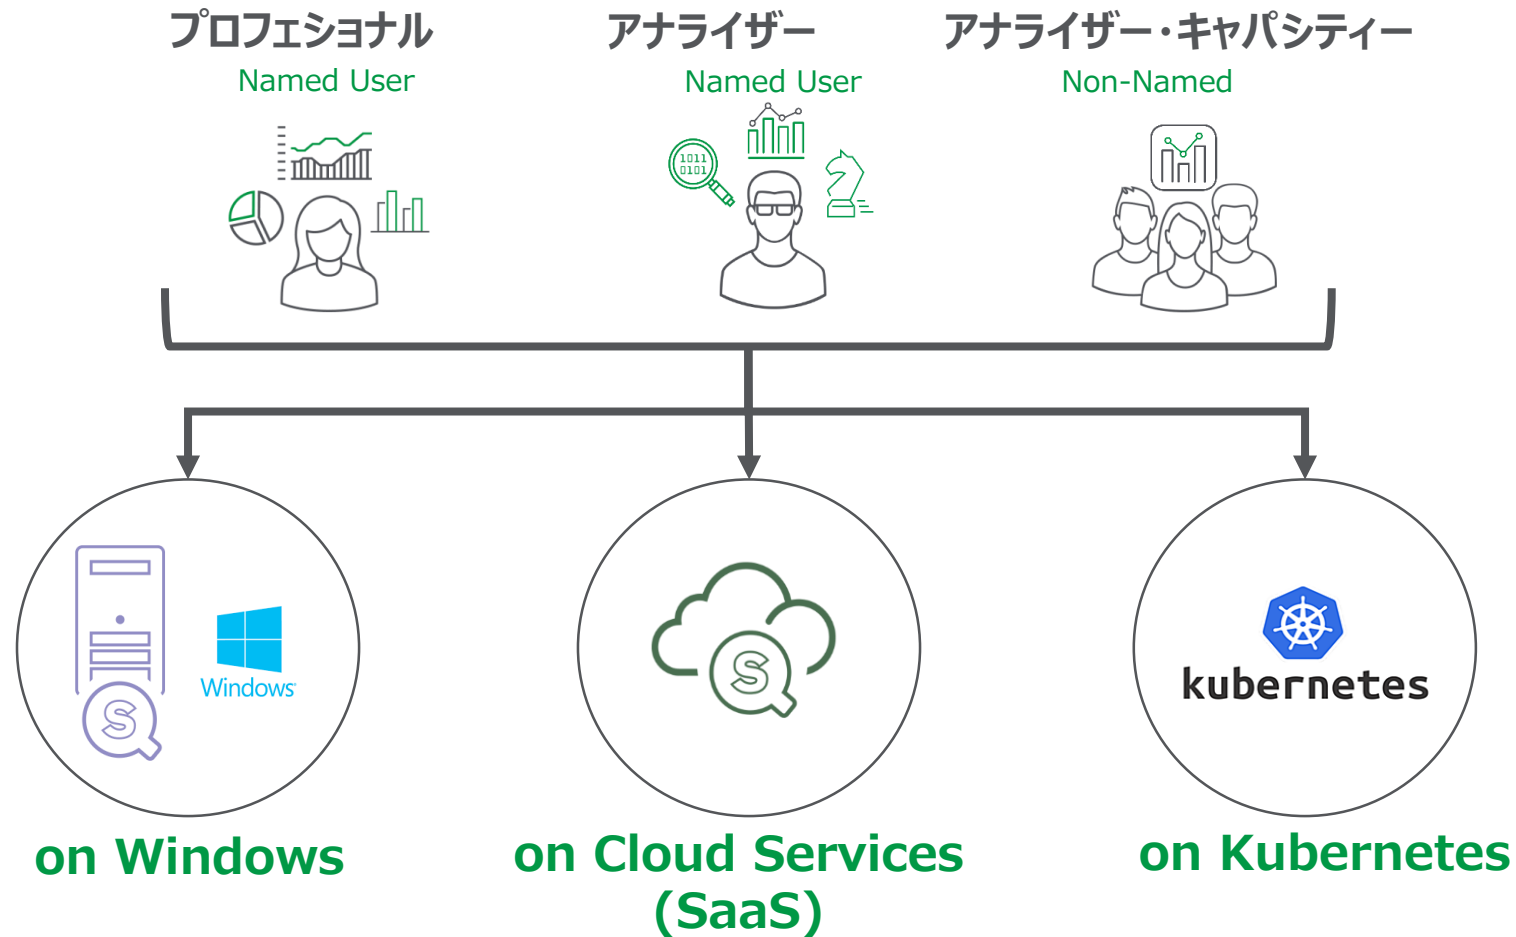 プロフェショナル
アナライザー
アナライザー・キャパシティー
Named User
Named User
Non-Named
1011
0101
Windows
S
S
kubernetes
on Windows
on Cloud Services
(SaaS)
on Kubernetes